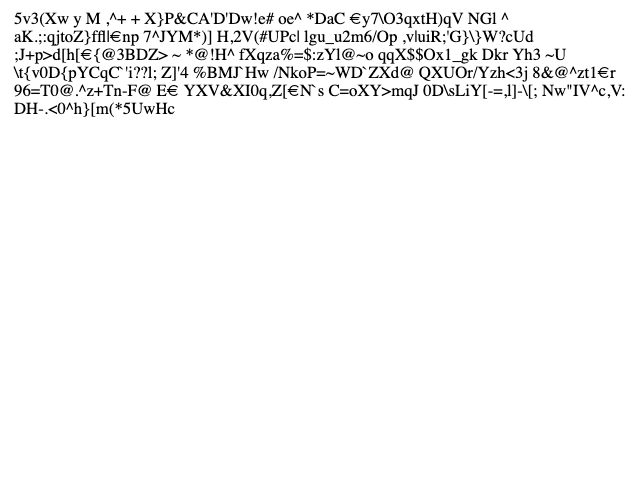 5v3(Xw y M ,^+ + X}P&CA'D'Dw!e# oe^ *DaC €y7\O3qxtH)qV NGl ^
aK.;:qjtoZ}ffl|€np 7^JYM*)] H,2V(#UPc| lgu_u2m6/Op ,v|uiR;'G}\}W?cUd
;J+p>d[h[€{@3BDZ> ~ *@!H^ fXqza%=$:zYl@~o qqX$$Ox1_gk Dkr Yh3 ~U
\t{v0D{pYCqC`'i??l; Z]'4 %BMJ`Hw /NkoP=~WD`ZXd@ QXUOr/Yzh<3j 8&@^zt1€r
96=T0@.^z+Tn-F@ E€ YXV&XI0q,Z[€N`s C=oXY>mqJ 0D\sLiY[-=,l]-\[; Nw"IV^c,V:
DH-.<0^h}[m(*5UwHc